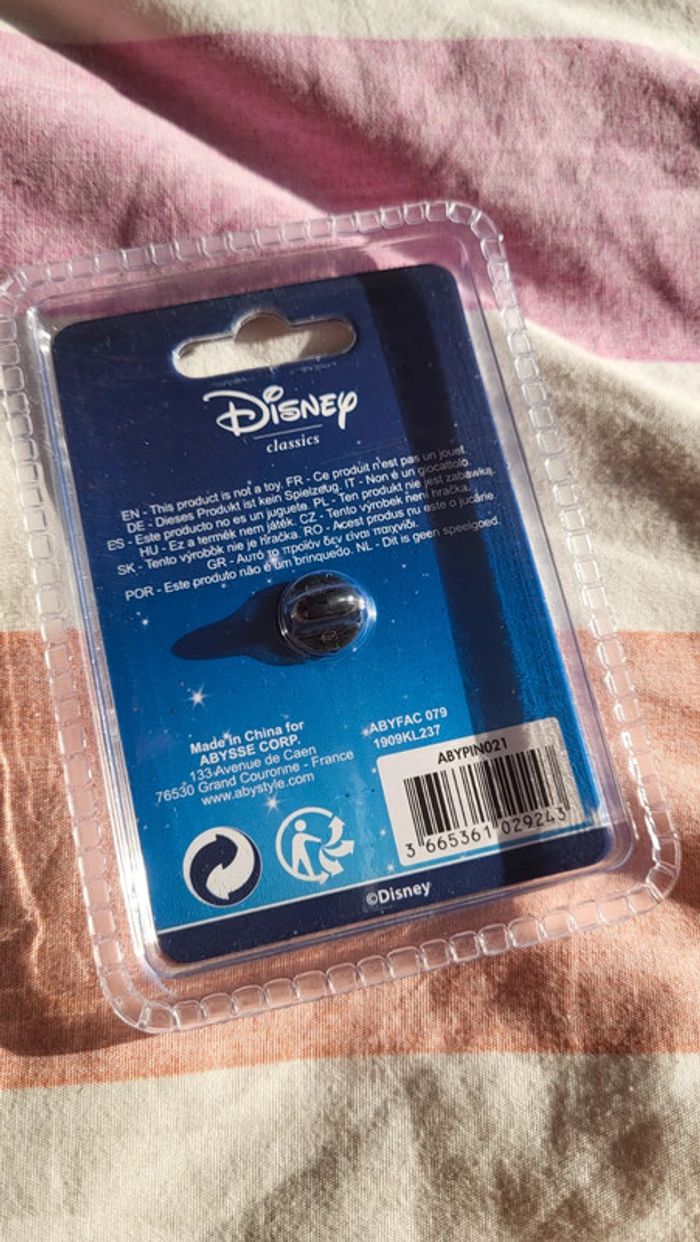 Disney
classics
EN - This product is not a toy. FR - Ce produit n'est pas un jouet.
DE - Dieses Produkt ist kein Spielzeug. IT - Non è un giocattolo.
ES - Este producto no es un juguete. PL - Ten produkt nie jest zabawką.
HU - Ez a termék nem játék. CZ - Tento výrobek není hračka.
SK - Tento výrobok nie je hračka. RO - Acest produs nu este o jucărie.
GR - Αυτό το προϊόν δεν είναι παιχνίδι.
POR - Este produto não é um brinquedo. NL - Dit is geen speelgoed.
Made in China for
ABYSSE CORP.
133 Avenue de Caen
76530 Grand Couronne - France
www.abystyle.com
ABYFAC 079
1909KL237
ABYPIN021
3 665361 029243
©Disney